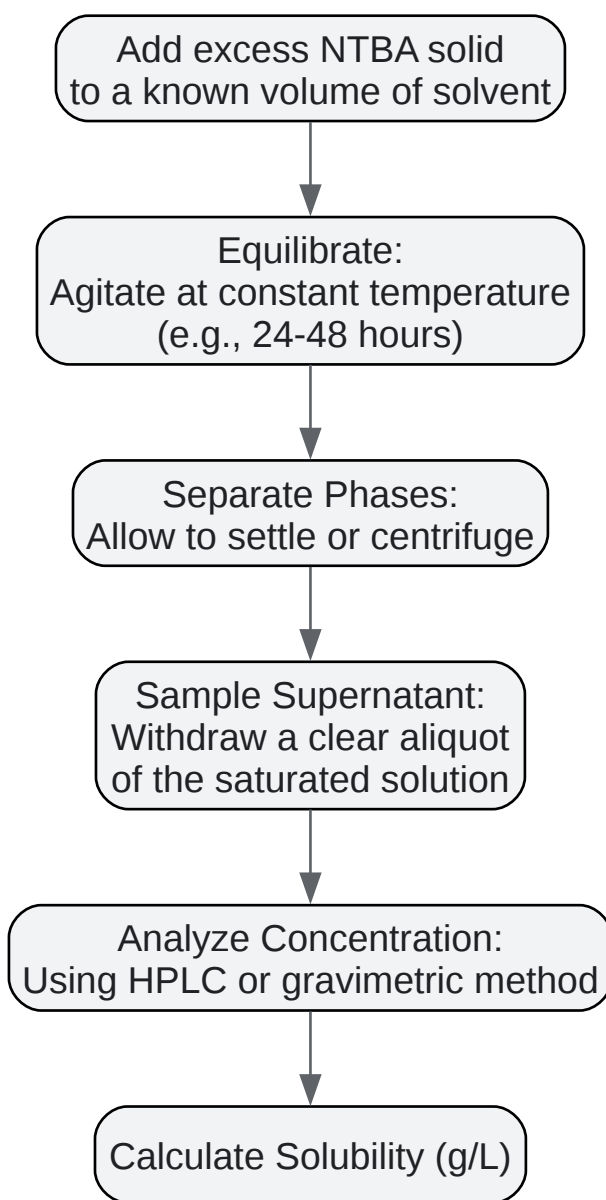 Add excess NTBA solid
to a known volume of solvent
Equilibrate:
Agitate at constant temperature
(e.g., 24-48 hours)
Separate Phases:
Allow to settle or centrifuge
Sample Supernatant:
Withdraw a clear aliquot
of the saturated solution
Analyze Concentration:
Using HPLC or gravimetric method
Calculate Solubility (g/L)